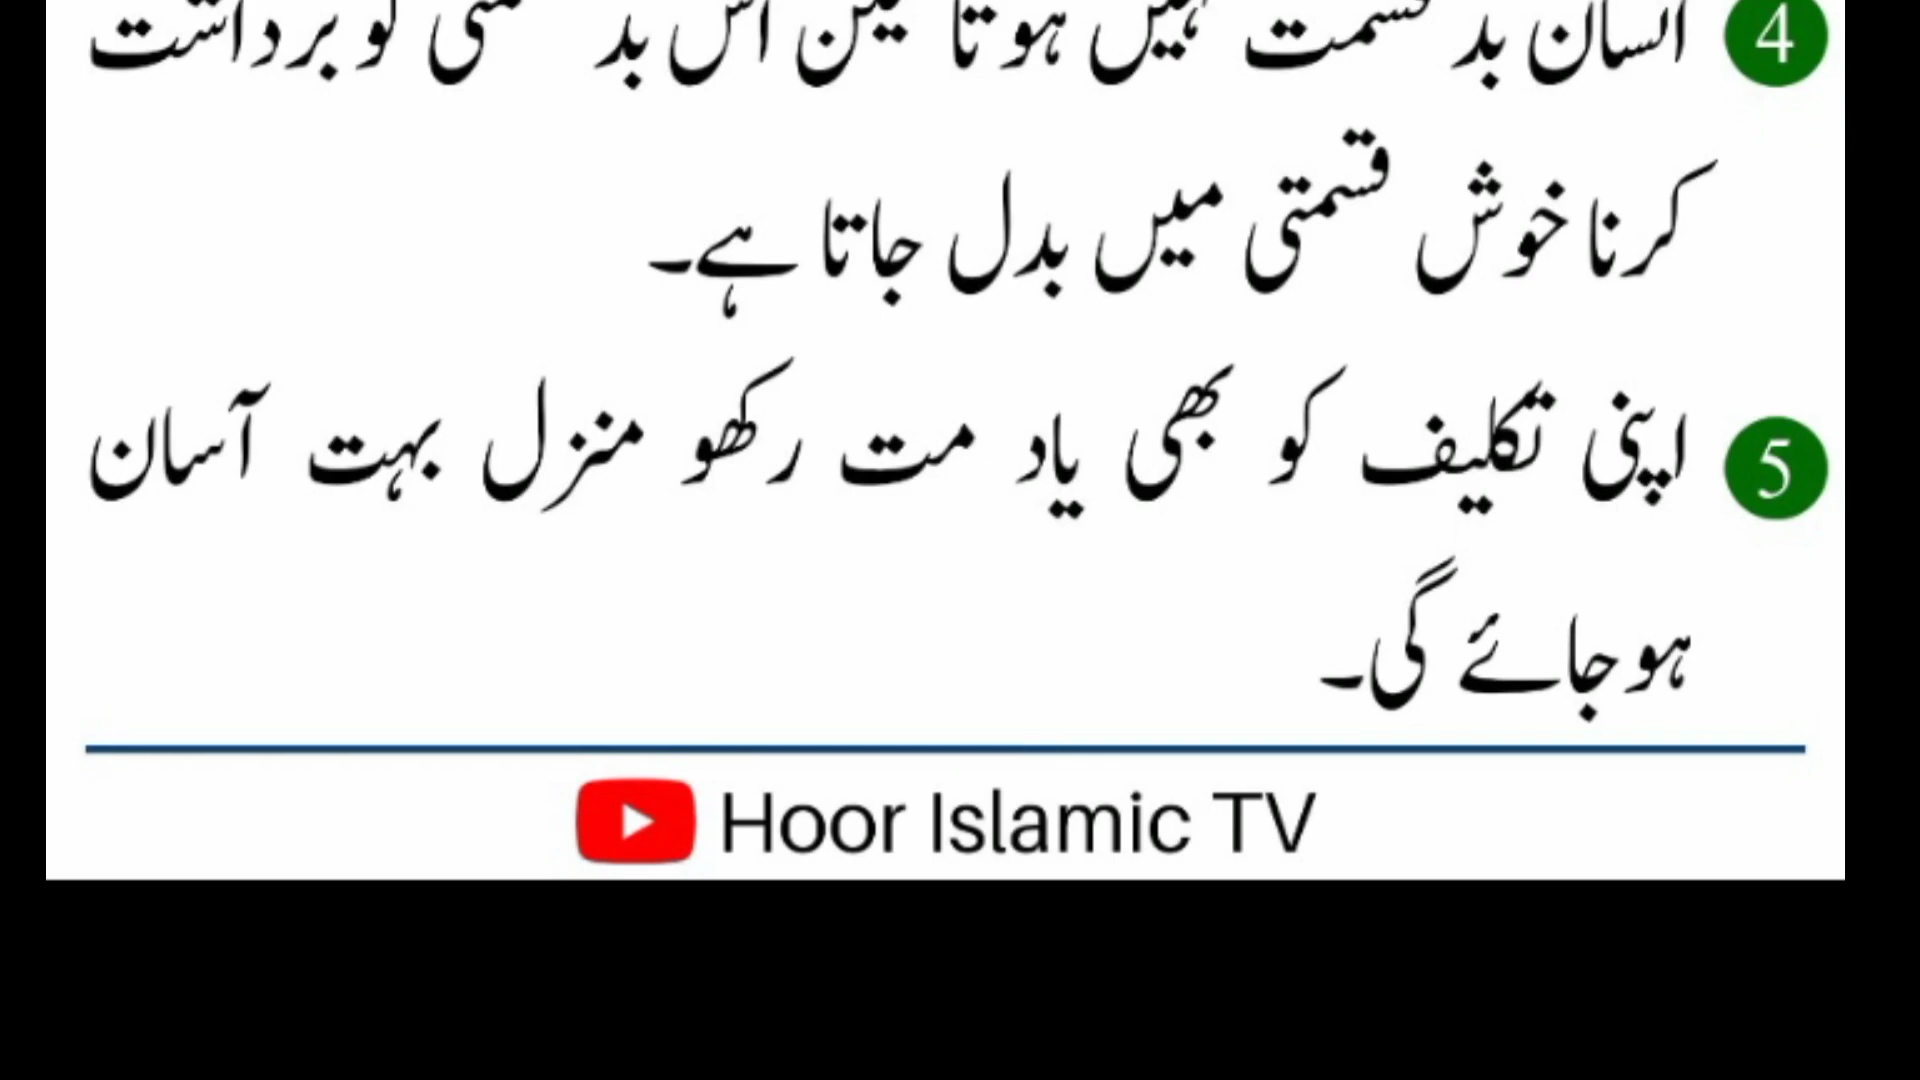 4 انسان بد قسمت نہیں ہوتا لیکن اس بد قسمتی کو برداشت
کرنا خوش قسمتی میں بدل جاتا ہے۔
5 اپنی تکلیف کو بھی یاد مت رکھو منزل بہت آسان
ہو جائے گی۔
Hoor Islamic TV